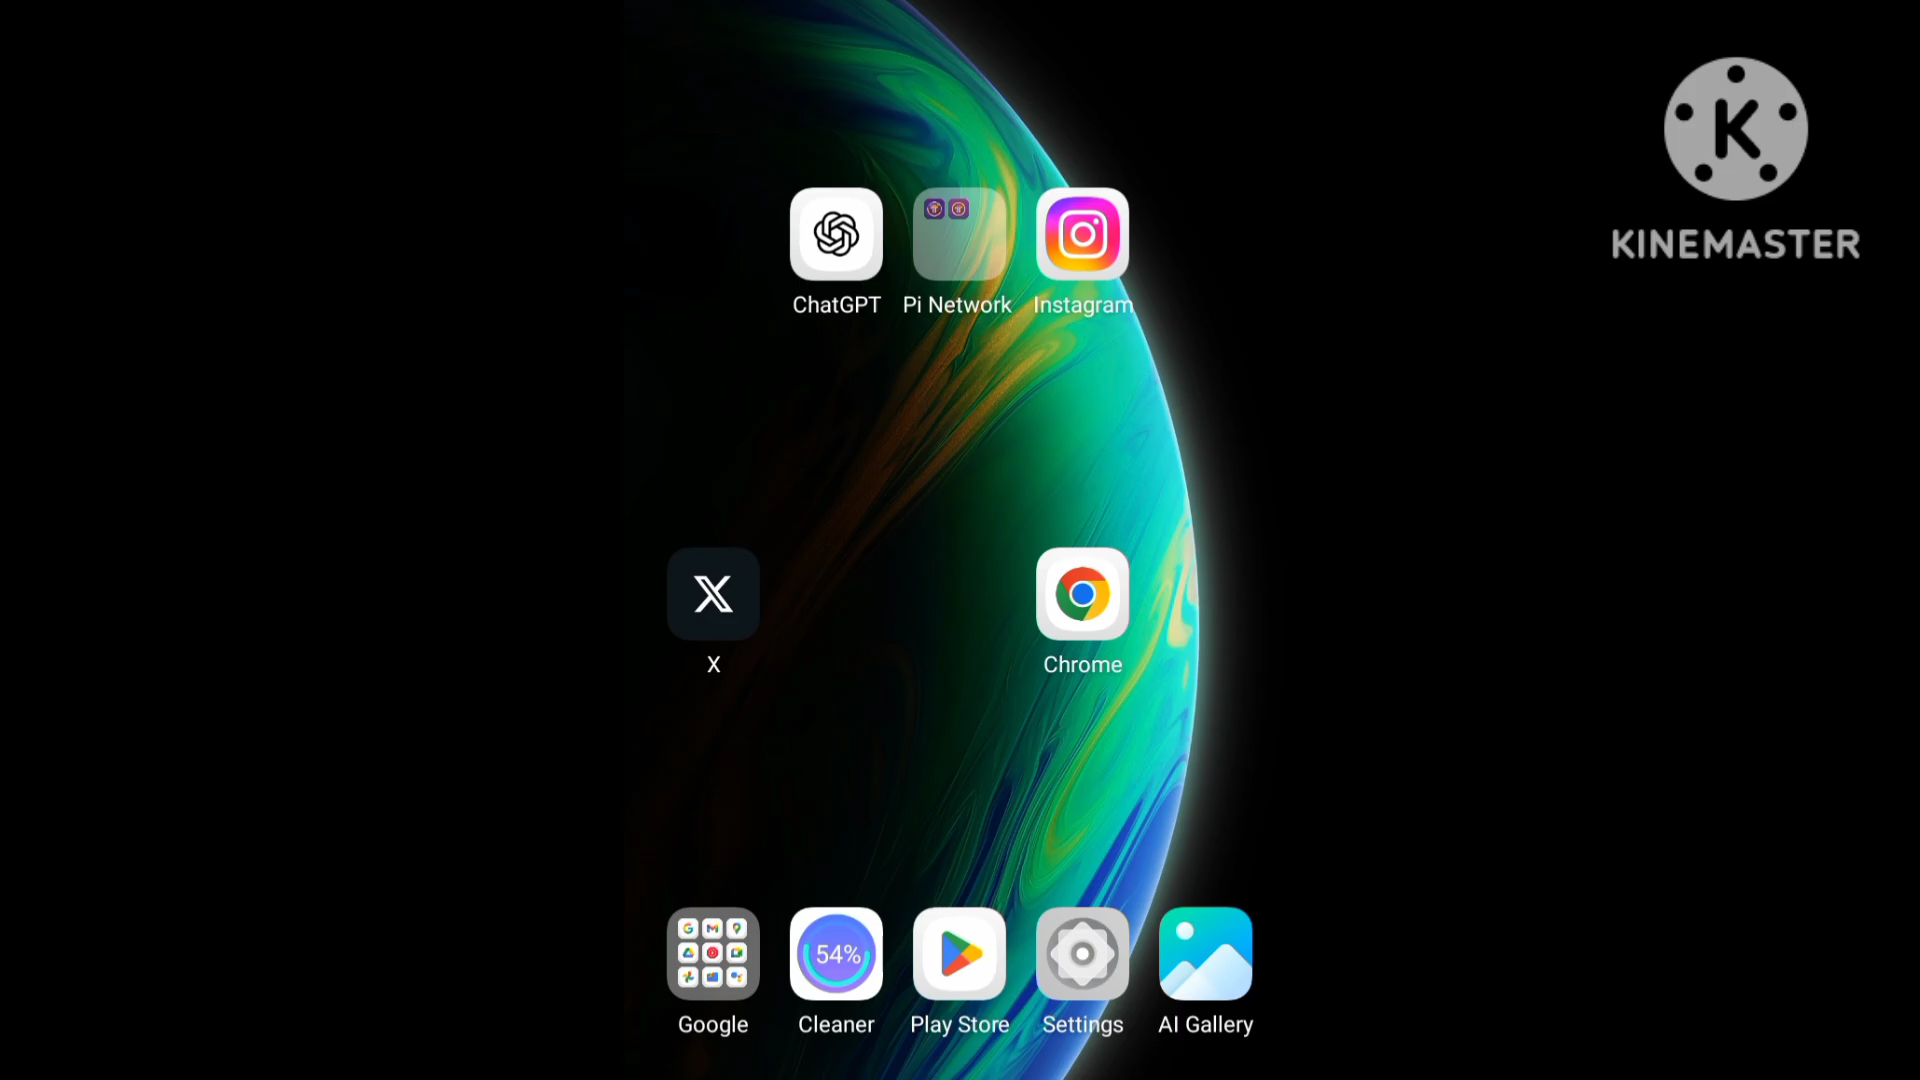 KINEMASTER
ChatGPT Pi Network Instagram
X Chrome
54%
Google Cleaner Play Store Settings AI Gallery